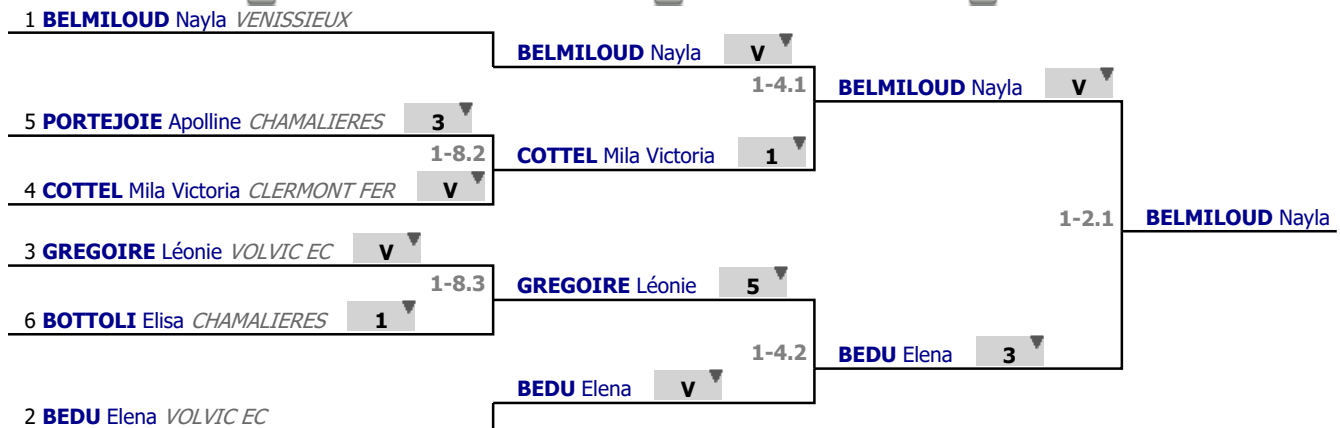 1 BELMILOUD Nayla VENISSIEUX
BELMILOUD Nayla V
1-4.1
BELMILOUD Nayla V
5 PORTEJOIE Apolline CHAMALIERES 3
1-8.2
COTTEL Mila Victoria 1
4 COTTEL Mila Victoria CLERMONT FER V
1-2.1
BELMILOUD Nayla
3 GREGOIRE Léonie VOLVIC EC V
1-8.3
GREGOIRE Léonie 5
6 BOTTOLI Elisa CHAMALIERES 1
1-4.2
BEDU Elena 3
BEDU Elena V
2 BEDU Elena VOLVIC EC